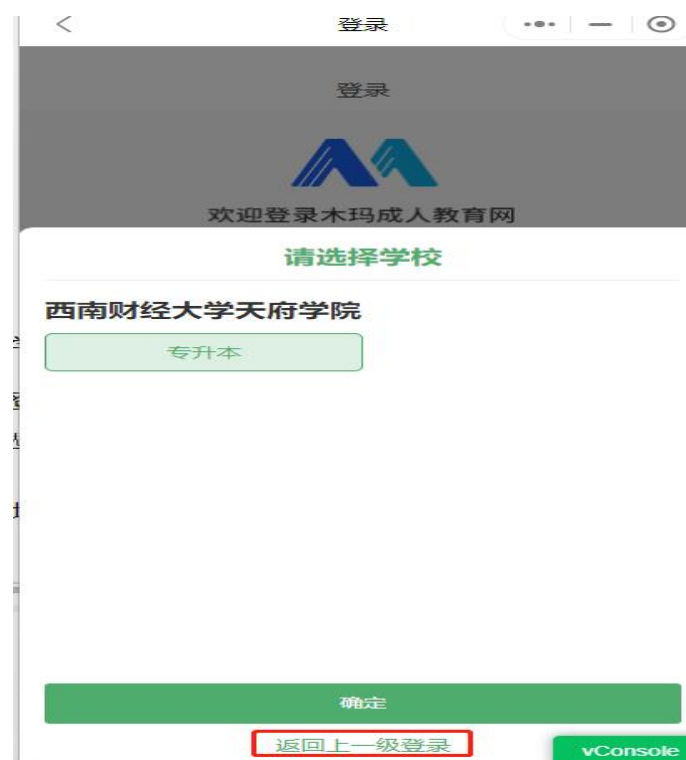 登录
登录
欢迎登录木玛成人教育网
请选择学校
西南财经大学天府学院
专升本
确定
返回上一级登录
vConsole